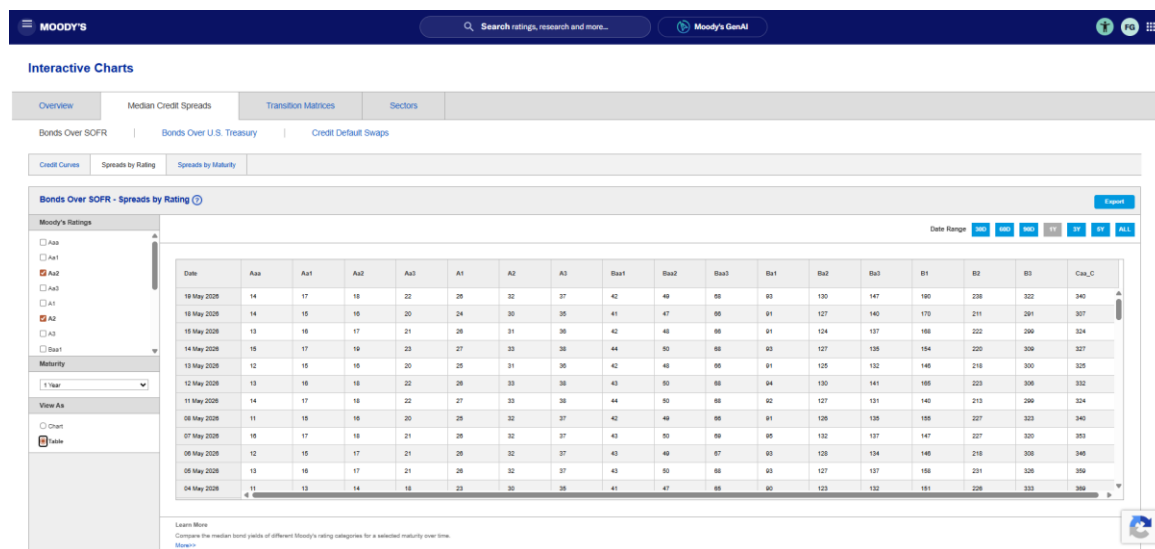 MOODY'S
Search ratings, research and more...
Moody's GenAI
FG
Interactive Charts
Overview Median Credit Spreads Transition Matrices Sectors
Bonds Over SOFR | Bonds Over U.S. Treasury | Credit Default Swaps
Credit Curves Spreads by Rating Spreads by Maturity
Bonds Over SOFR - Spreads by Rating ?
Export
Moody's Ratings
Date Range 30D 60D 90D 1Y 3Y 5Y ALL
Aaa
Aa1
Aa2
Aa3
A1
A2
A3
Baa1
Maturity
1 Year
View As
Chart
Table
Date Aaa Aa1 Aa2 Aa3 A1 A2 A3 Baa1 Baa2 Baa3 Ba1 Ba2 Ba3 B1 B2 B3 Caa_C
19 May 2026 14 17 18 22 26 32 37 42 49 68 93 130 147 190 238 322 340
18 May 2026 14 15 16 20 24 30 35 41 47 66 91 127 140 170 211 291 307
15 May 2026 13 16 17 21 26 31 36 42 48 66 91 124 137 168 222 299 324
14 May 2026 15 17 19 23 27 33 38 44 50 68 93 127 135 154 220 309 327
13 May 2026 12 15 16 20 25 31 36 42 48 66 91 125 132 146 218 300 325
12 May 2026 13 16 18 22 26 33 38 43 50 68 94 130 141 165 223 306 332
11 May 2026 14 17 18 22 27 33 38 44 50 68 92 127 131 140 213 299 324
08 May 2026 11 15 16 20 25 32 37 42 49 66 91 126 135 155 227 323 340
07 May 2026 16 17 18 21 26 32 37 43 50 69 95 132 137 147 227 320 353
06 May 2026 12 15 17 21 26 32 37 43 49 67 93 128 134 146 218 308 346
05 May 2026 13 16 17 21 26 32 37 43 50 68 93 127 137 158 231 326 359
04 May 2026 11 13 14 18 23 30 35 41 47 65 90 123 132 151 226 333 369
Learn More
Compare the median bond yields of different Moody's rating categories for a selected maturity over time.
More>>